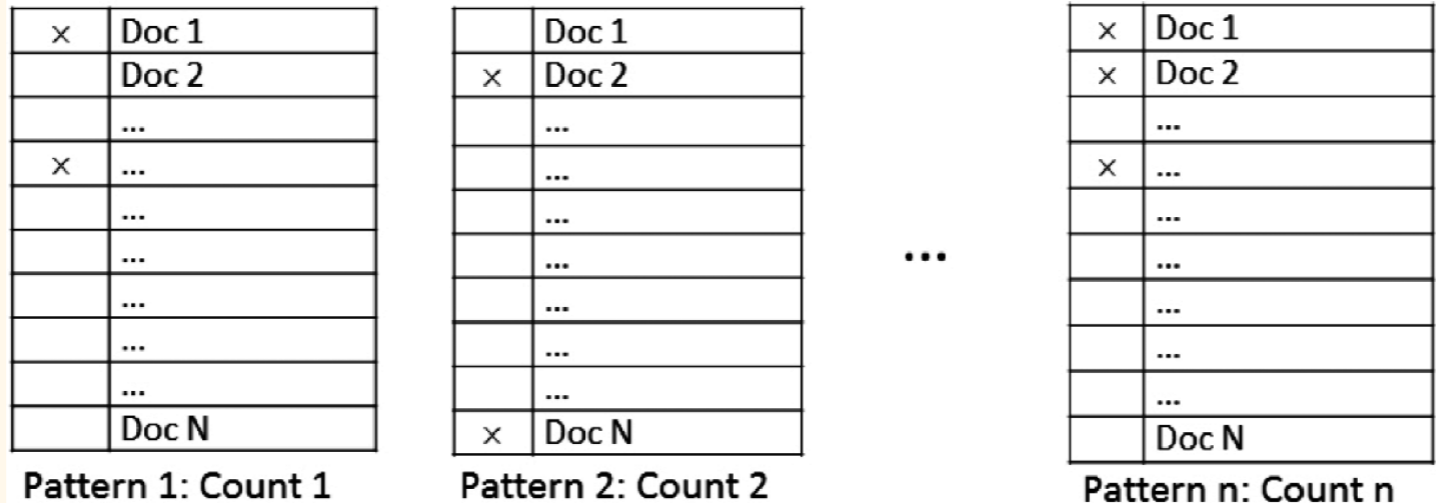 × Doc 1
Doc 2
...
× ...
...
...
...
...
...
Doc N
Pattern 1: Count 1
Doc 1
× Doc 2
...
...
...
...
...
...
...
× Doc N
Pattern 2: Count 2
...
× Doc 1
× Doc 2
...
× ...
...
...
...
...
...
Doc N
Pattern n: Count n